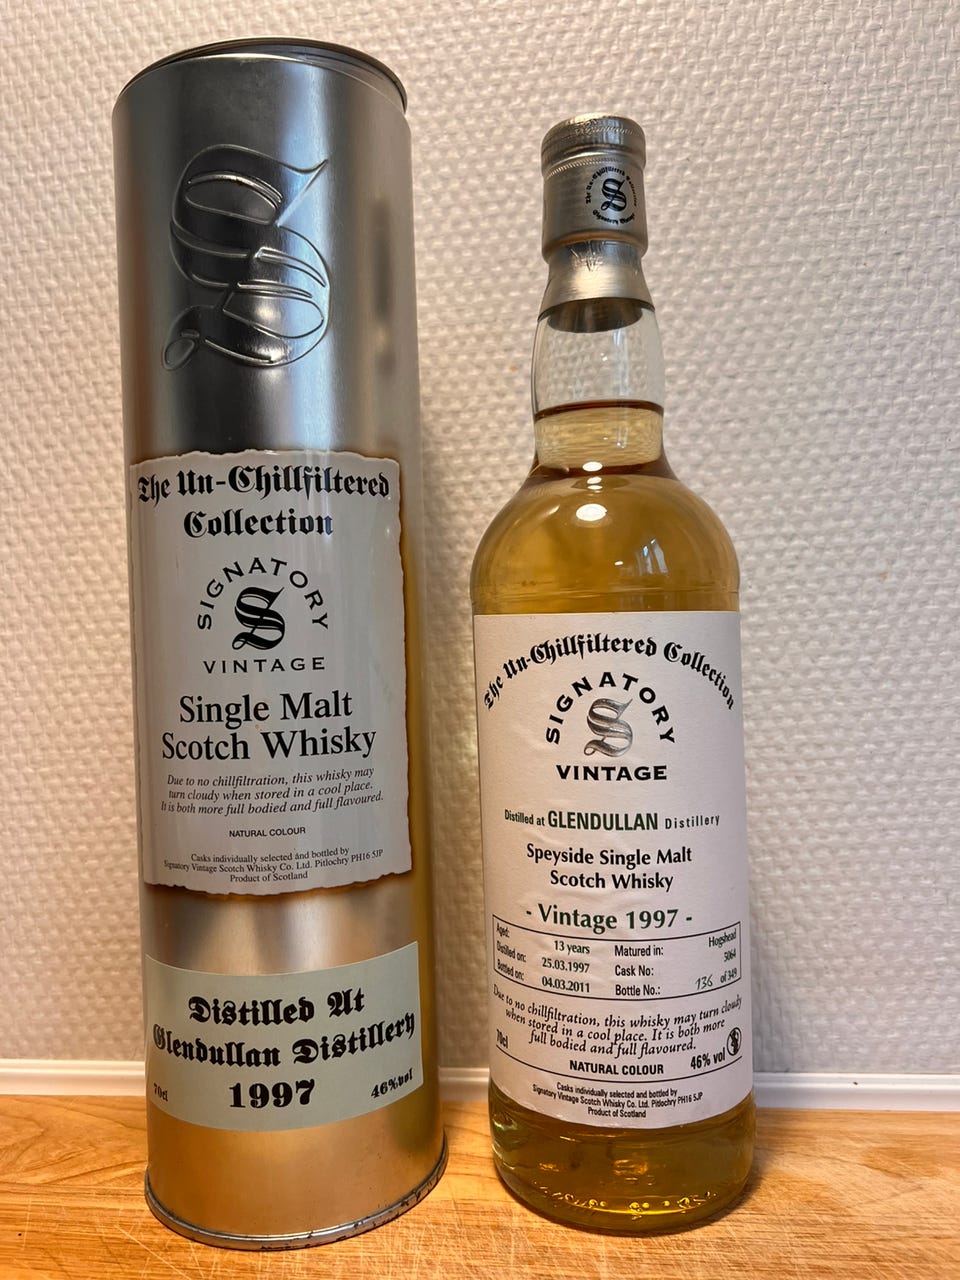 The Un-Chillfiltered
Collection
SIGNATORY
S
VINTAGE
Single Malt
Scotch Whisky
Due to no chillfiltration, this whisky may
turn cloudy when stored in a cool place.
It is both more full bodied and full flavoured.
NATURAL COLOUR
Casks individually selected and bottled by
Signatory Vintage Scotch Whisky Co. Ltd. Pitlochry PH16 5JP
Product of Scotland
Distilled At
Glendullan Distillery
1997
70cl 46%vol
The Un-Chillfiltered Collection
S
Signatory Vintage
The Un-Chillfiltered Collection
SIGNATORY
S
VINTAGE
Distilled at GLENDULLAN Distillery
Speyside Single Malt
Scotch Whisky
- Vintage 1997 -
Aged: 13 years Matured in: Hogshead
Distilled on: 25.03.1997 Cask No: 5064
Bottled on: 04.03.2011 Bottle No.: 136 of 349
Due to no chillfiltration, this whisky may turn cloudy
when stored in a cool place. It is both more
full bodied and full flavoured.
70cl NATURAL COLOUR 46% vol
Casks individually selected and bottled by
Signatory Vintage Scotch Whisky Co. Ltd. Pitlochry PH16 5JP
Product of Scotland